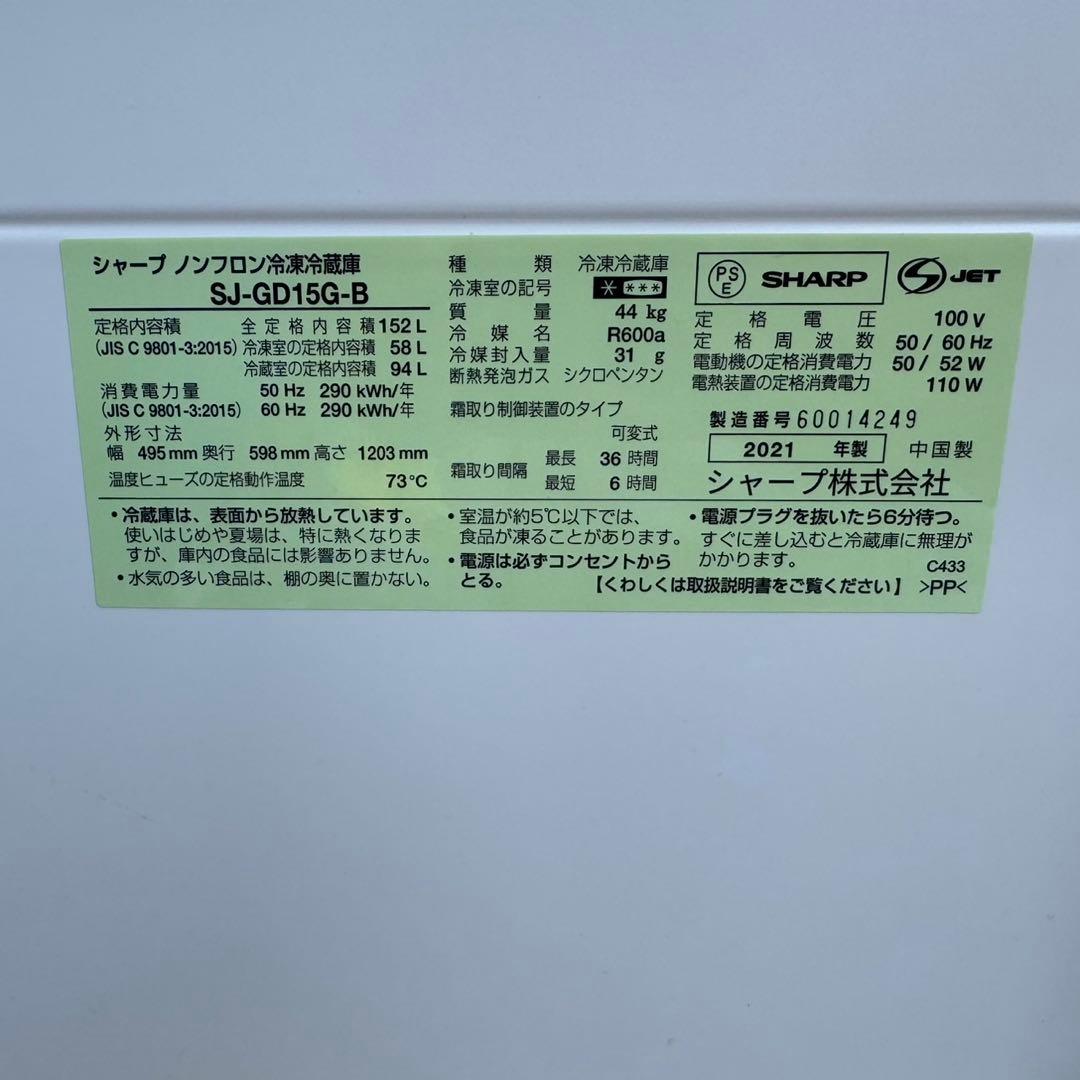 シャープ ノンフロン冷凍冷蔵庫
SJ-GD15G-B
定格内容積 全定格内容積 152 L
(JIS C 9801-3:2015) 冷凍室の定格内容積 58 L
冷蔵室の定格内容積 94 L
消費電力量 50 Hz 290 kWh/年
(JIS C 9801-3:2015) 60 Hz 290 kWh/年
外形寸法
幅 495 mm 奥行 598 mm 高さ 1203 mm
温度ヒューズの定格動作温度 73℃
種類 冷凍冷蔵庫
冷凍室の記号 * ***
質量 44 kg
冷媒名 R600a
冷媒封入量 31 g
断熱発泡ガス シクロペンタン
霜取り制御装置のタイプ
可変式
霜取り間隔 最長 36 時間
最短 6 時間
PS E SHARP S JET
定格電圧 100 V
定格周波数 50 / 60 Hz
電動機の定格消費電力 50 / 52 W
電熱装置の定格消費電力 110 W
製造番号 60014249
2021 年製 中国製
シャープ株式会社
・冷蔵庫は、表面から放熱しています。
使いはじめや夏場は、特に熱くなりま
すが、庫内の食品には影響ありません。
・水気の多い食品は、棚の奥に置かない。
・室温が約5℃以下では、
食品が凍ることがあります。
・電源は必ずコンセントから
とる。
・電源プラグを抜いたら6分待つ。
すぐに差し込むと冷蔵庫に無理が
かかります。
C433
【くわしくは取扱説明書をご覧ください】 >PP<